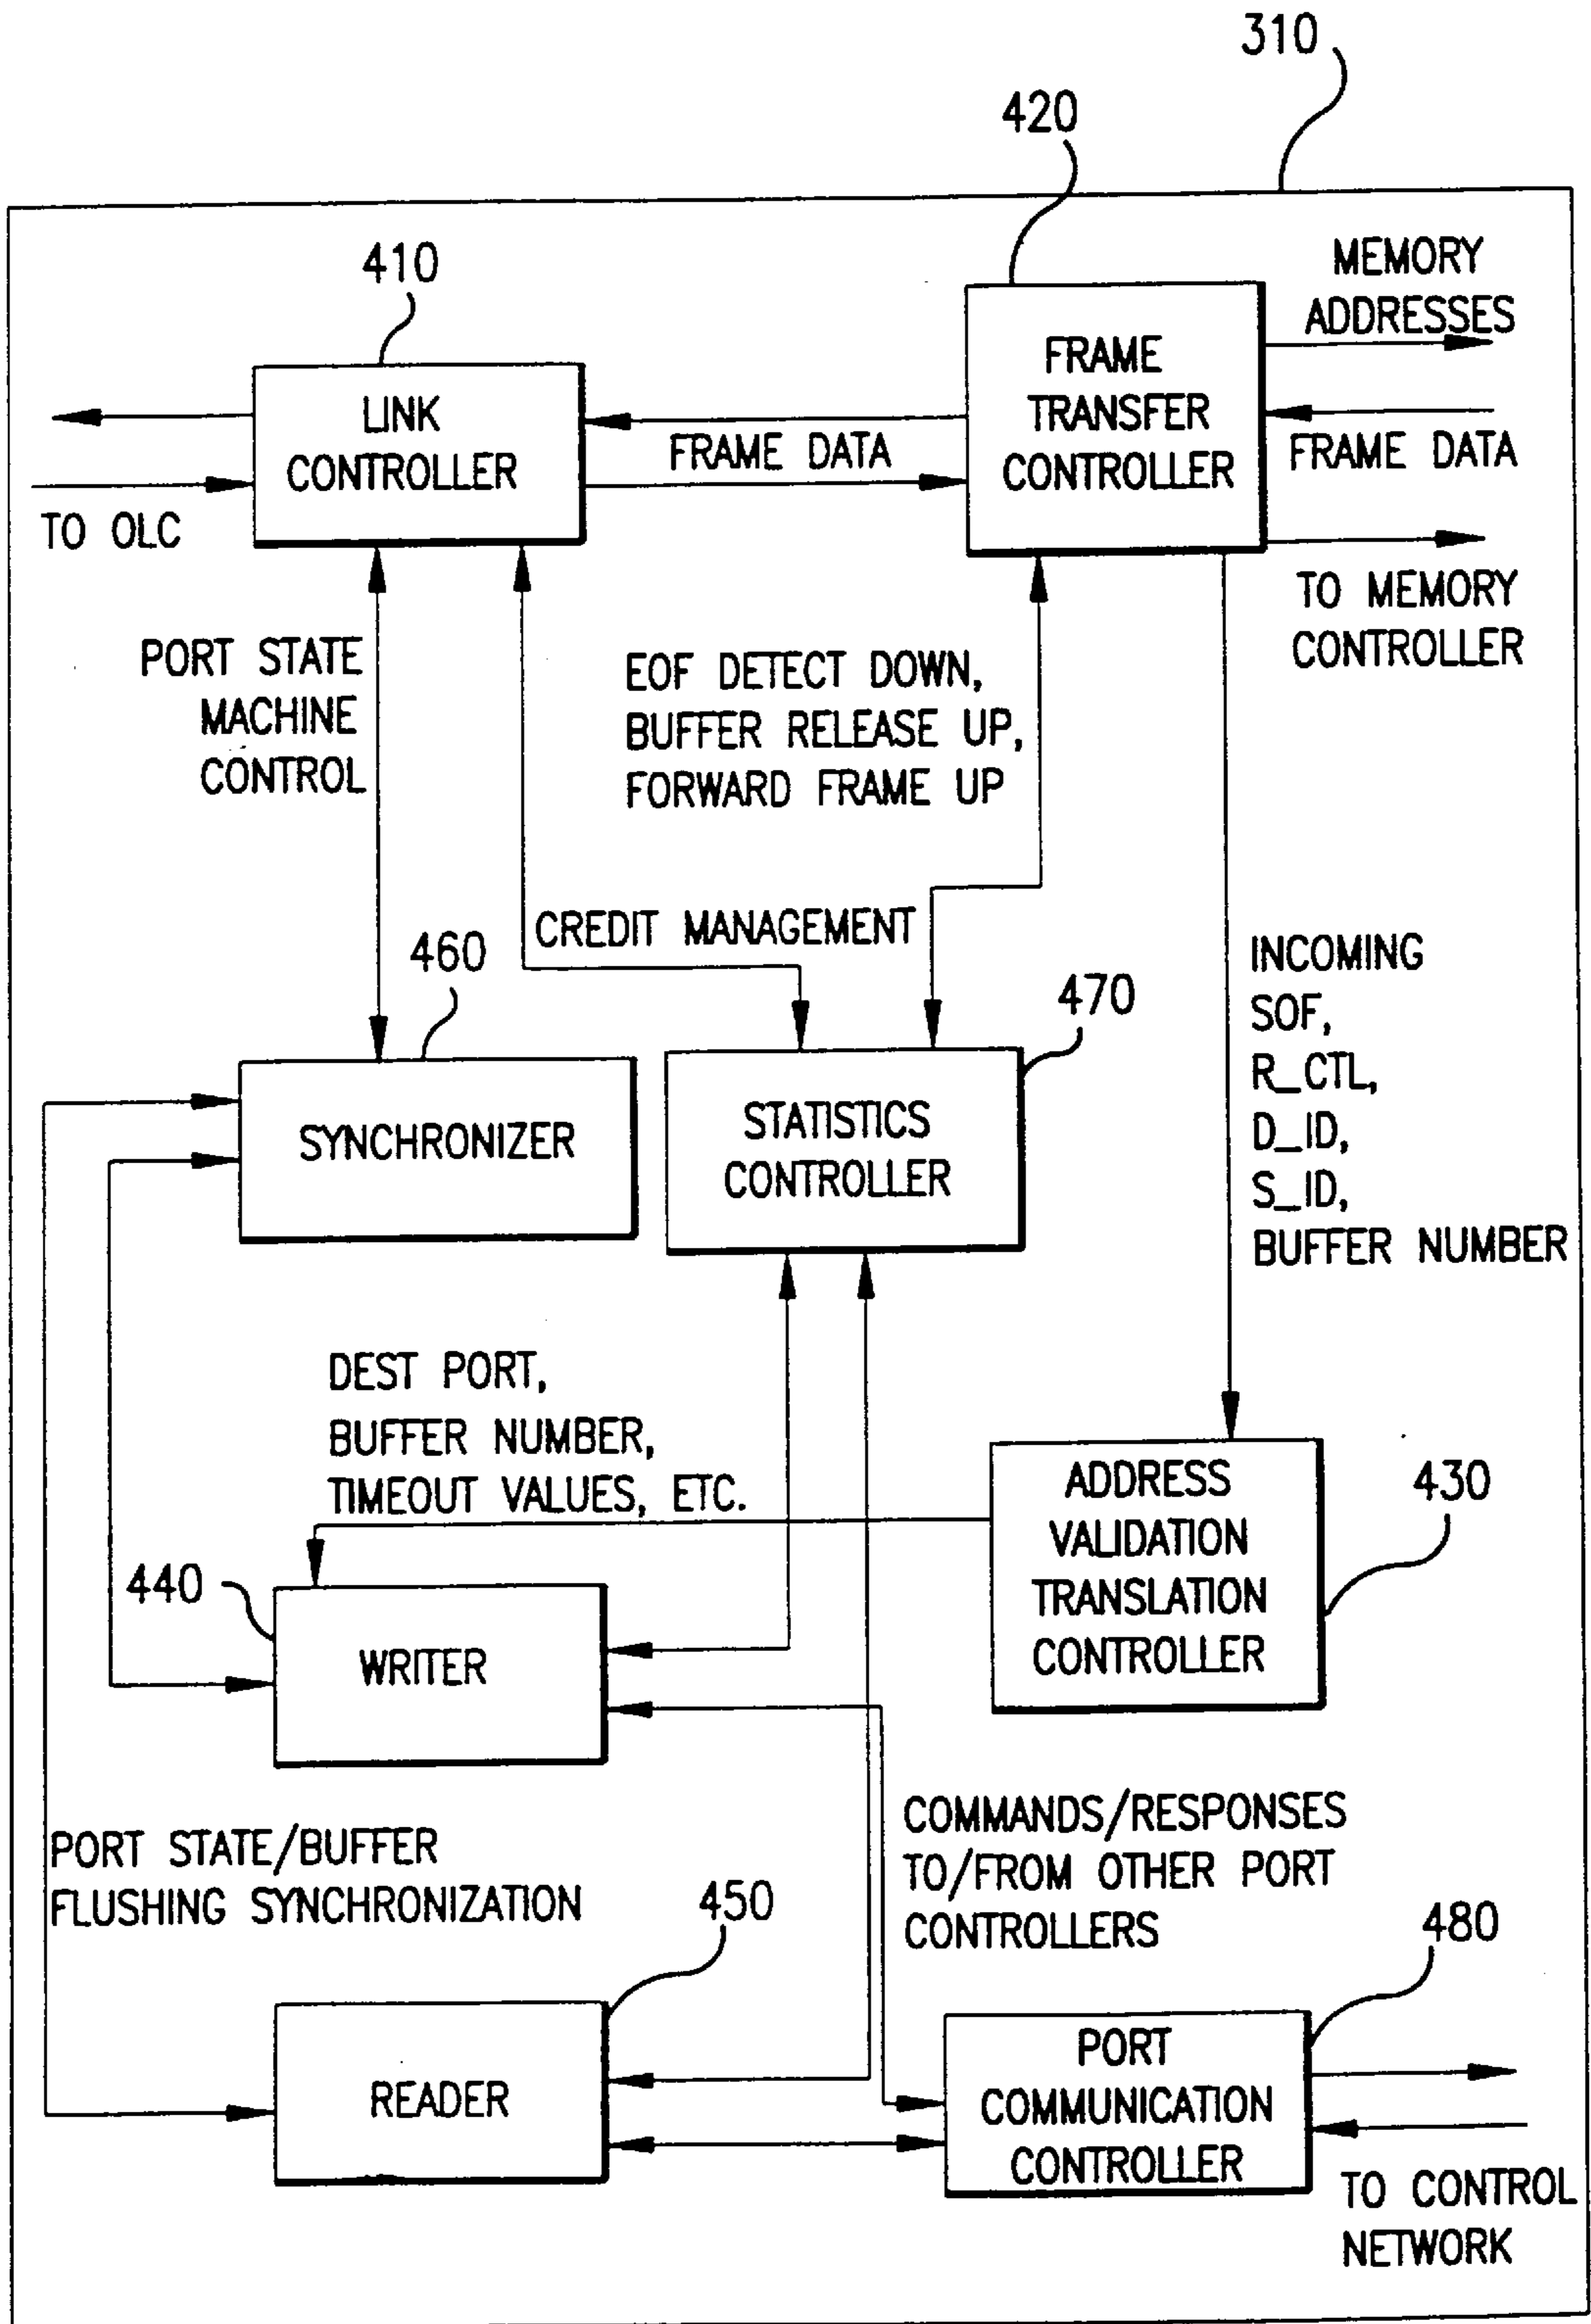 310
420
410
MEMORY
ADDRESSES
FRAME
TRANSFER
CONTROLLER
LINK
CONTROLLER
FRAME DATA
FRAME DATA
TO OLC
TO MEMORY
CONTROLLER
PORT STATE
MACHINE
CONTROL
EOF DETECT DOWN,
BUFFER RELEASE UP,
FORWARD FRAME UP
CREDIT MANAGEMENT
460
470
INCOMING
SOF,
R_CTL,
D_ID,
S_ID,
BUFFER NUMBER
SYNCHRONIZER
STATISTICS
CONTROLLER
DEST PORT,
BUFFER NUMBER,
TIMEOUT VALUES, ETC.
ADDRESS
VALIDATION
TRANSLATION
CONTROLLER
430
440
WRITER
PORT STATE/BUFFER
FLUSHING SYNCHRONIZATION
COMMANDS/RESPONSES
TO/FROM OTHER PORT
CONTROLLERS
450
480
READER
PORT
COMMUNICATION
CONTROLLER
TO CONTROL
NETWORK